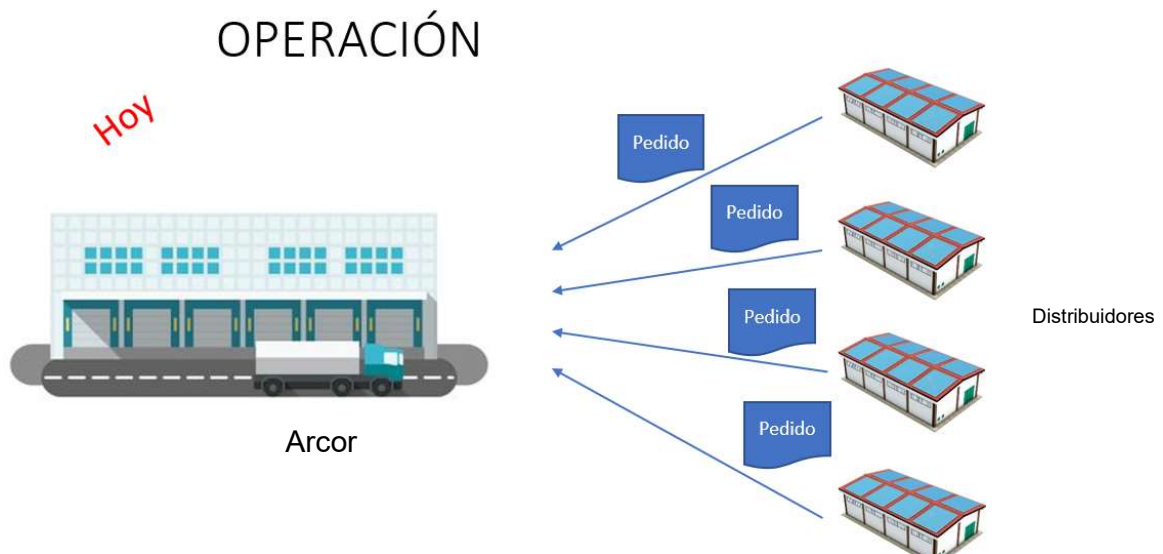 OPERACIÓN
Hoy
Pedido
Pedido
Distribuidores
Pedido
Pedido
Arcor